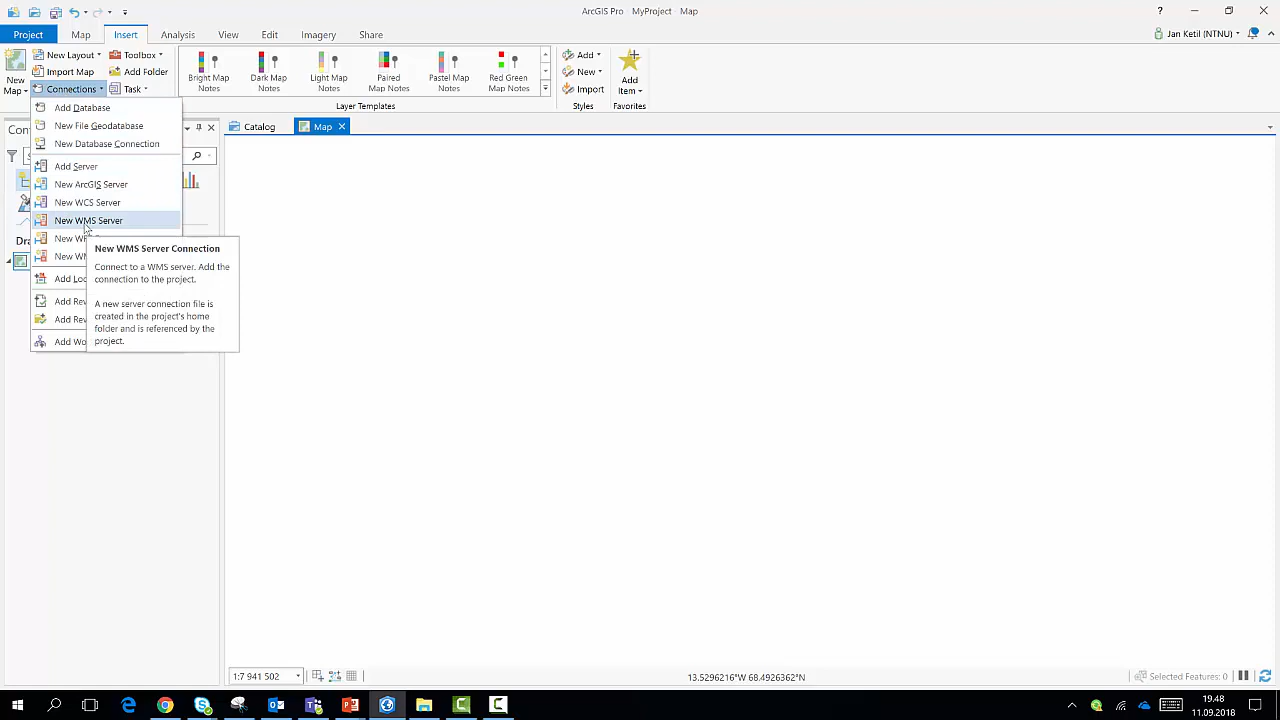 ArcGIS Pro - MyProject - Map
?
Project
Map
Insert
Analysis
View
Edit
Imagery
Share
Jan Ketil (NTNU)
New Map
New Layout
Import Map
Connections
Toolbox
Add Folder
Task
Bright Map Notes
Dark Map Notes
Light Map Notes
Paired Map Notes
Pastel Map Notes
Red Green Map Notes
Layer Templates
Add
New
Import
Styles
Add Item
Favorites
Add Database
New File Geodatabase
New Database Connection
Add Server
New ArcGIS Server
New WCS Server
New WMS Server
New
Add
Add
Add
Add
New WMS Server Connection
Connect to a WMS server. Add the
connection to the project.
A new server connection file is
created in the project's home
folder and is referenced by the
project.
Catalog
Map
1:7 941 502
13.5296216°W 68.4926362°N
Selected Features: 0
19.48
11.09.2018